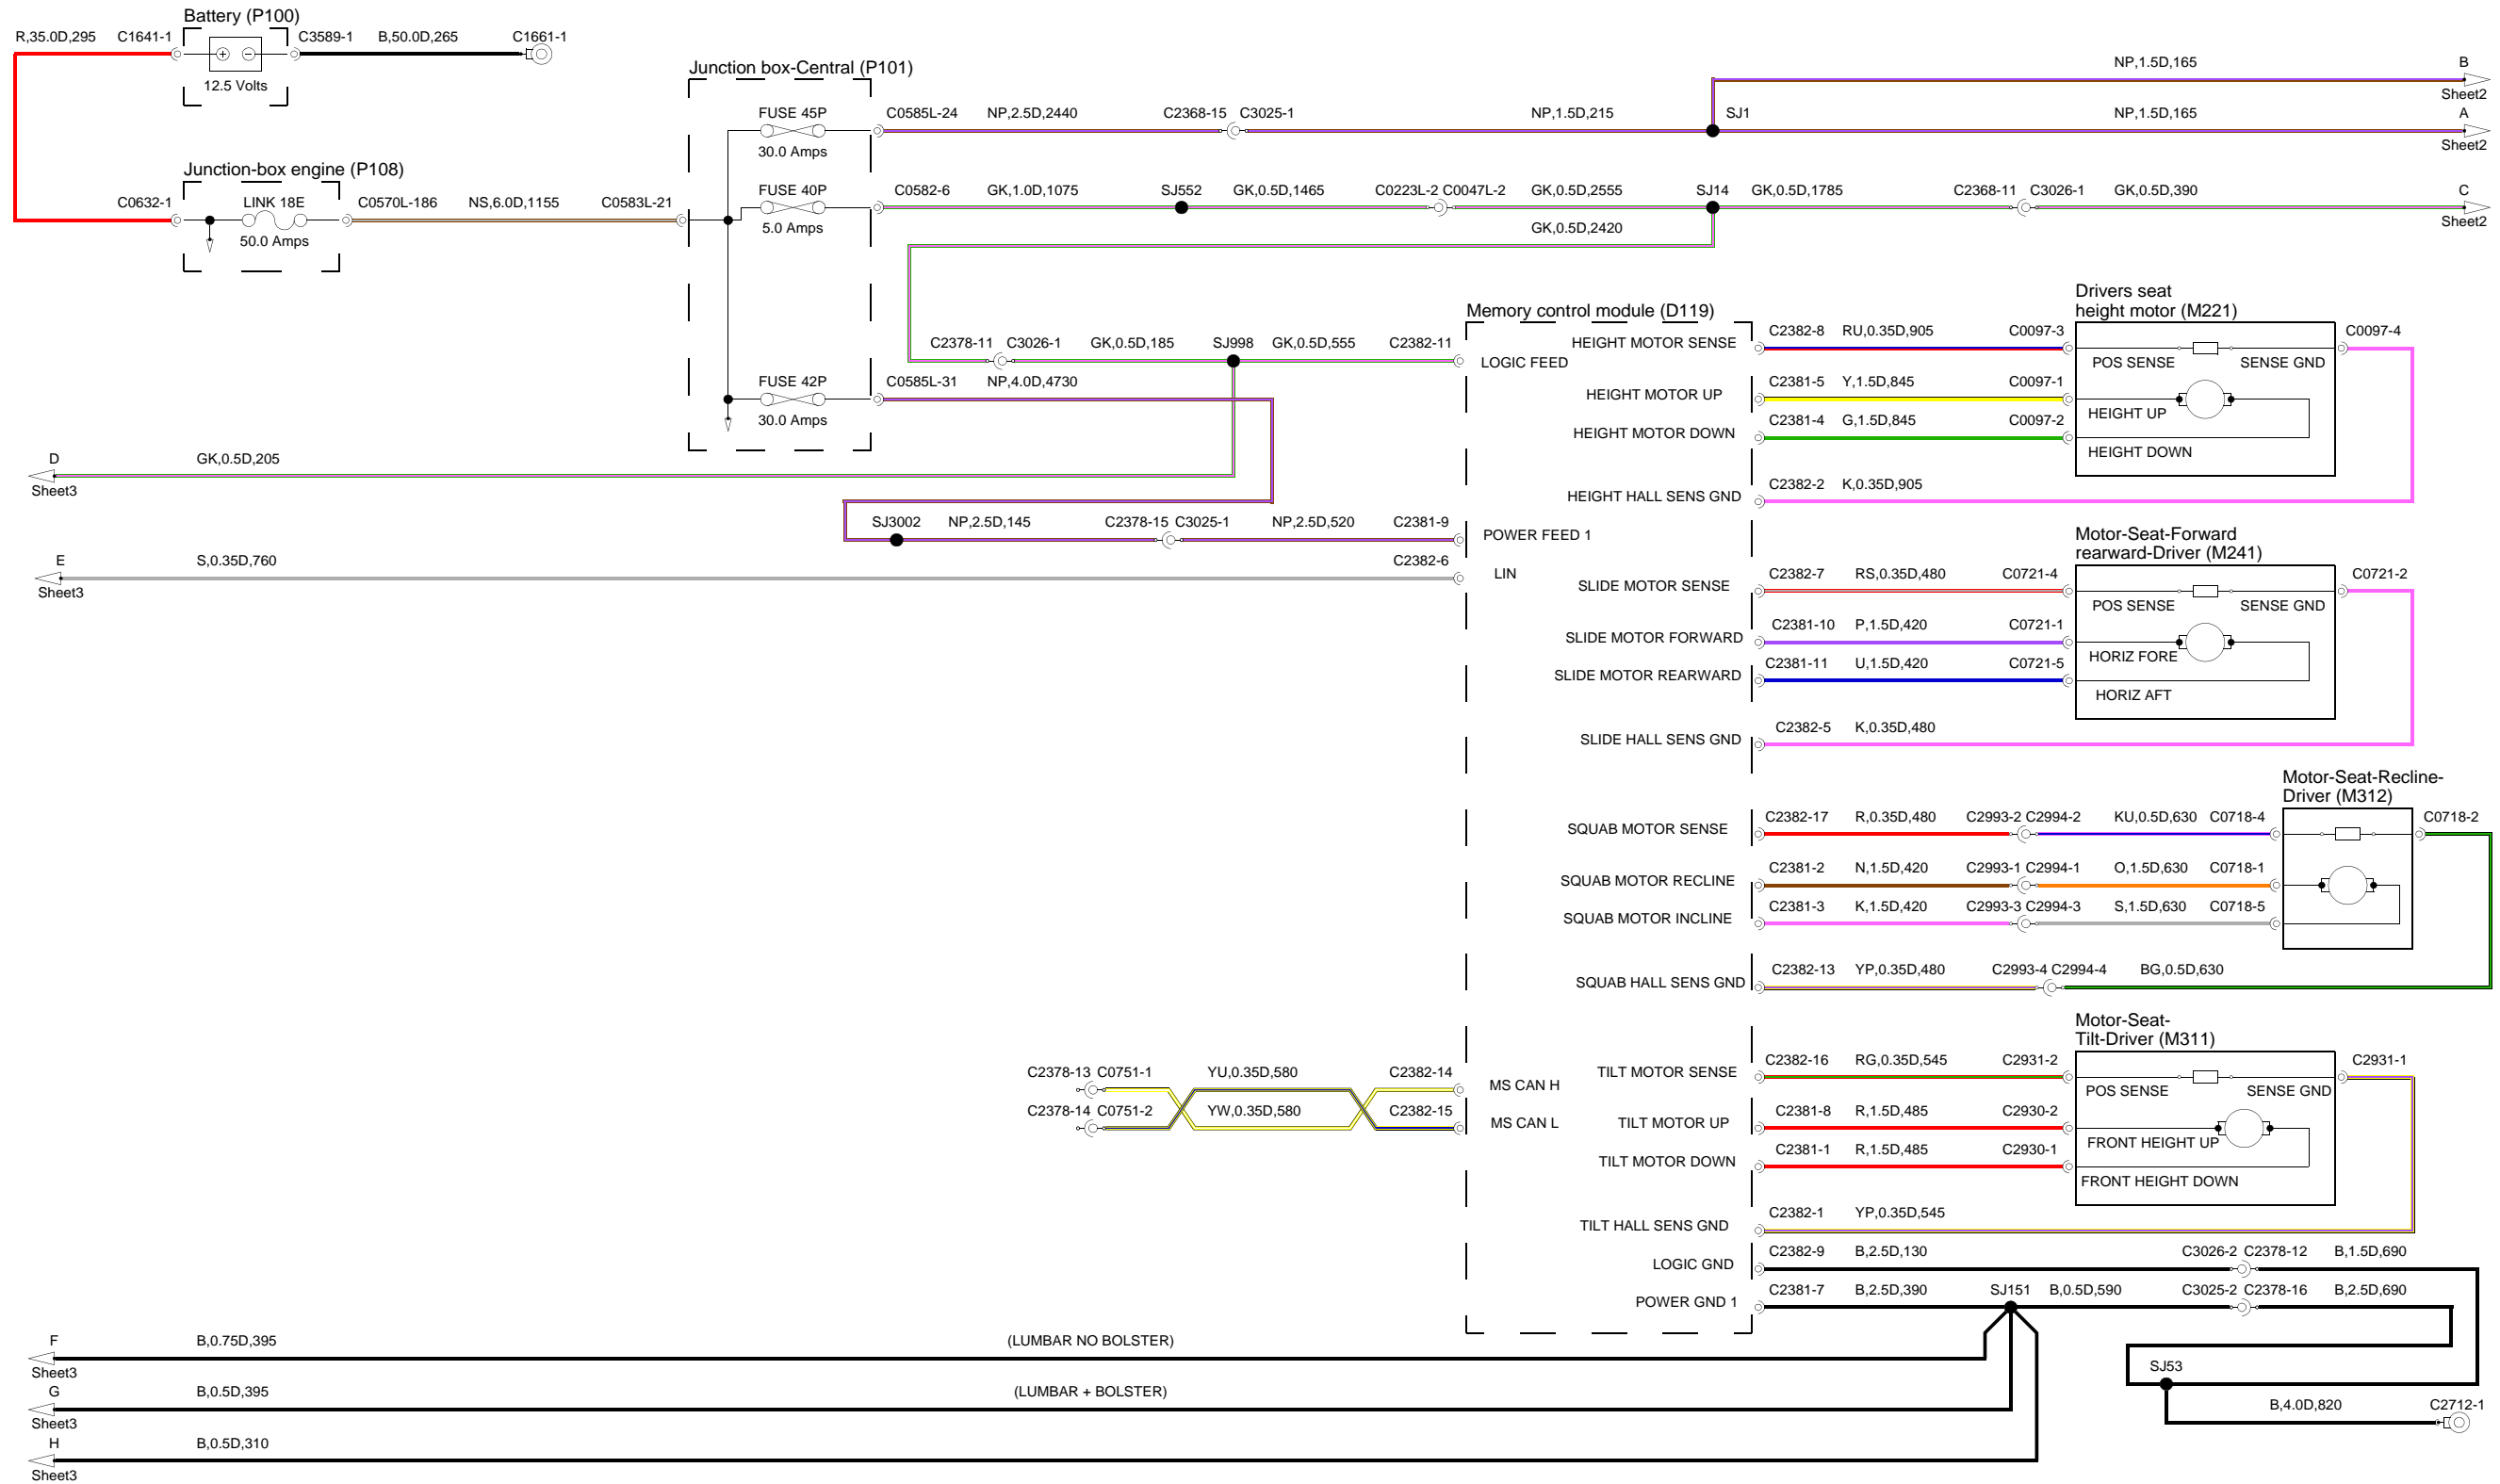 Battery (P100)
R,35.0D,295 C1641-1 C3589-1 B,50.0D,265 C1661-1
12.5 Volts
Junction box-Central (P101)
NP,1.5D,165 B
Sheet2
FUSE 45P
C0585L-24 NP,2.5D,2440 C2368-15 C3025-1 NP,1.5D,215 SJ1 NP,1.5D,165 A
30.0 Amps
Sheet2
Junction-box engine (P108)
C0632-1 LINK 18E C0570L-186 NS,6.0D,1155 C0583L-21
50.0 Amps
FUSE 40P
C0582-6 GK,1.0D,1075 SJ552 GK,0.5D,1465 C0223L-2 C0047L-2 GK,0.5D,2555 SJ14 GK,0.5D,1785 C2368-11 C3026-1 GK,0.5D,390 C
5.0 Amps
Sheet2
GK,0.5D,2420
Memory control module (D119)
Drivers seat
height motor (M221)
C2378-11 C3026-1 GK,0.5D,185 SJ998 GK,0.5D,555 C2382-11
LOGIC FEED
HEIGHT MOTOR SENSE C2382-8 RU,0.35D,905 C0097-3 C0097-4
POS SENSE SENSE GND
FUSE 42P
C0585L-31 NP,4.0D,4730
30.0 Amps
HEIGHT MOTOR UP C2381-5 Y,1.5D,845 C0097-1
HEIGHT UP
HEIGHT MOTOR DOWN C2381-4 G,1.5D,845 C0097-2
HEIGHT DOWN
D GK,0.5D,205
Sheet3
HEIGHT HALL SENS GND C2382-2 K,0.35D,905
SJ3002 NP,2.5D,145 C2378-15 C3025-1 NP,2.5D,520 C2381-9
POWER FEED 1
Motor-Seat-Forward
rearward-Driver (M241)
E S,0.35D,760 C2382-6
LIN
Sheet3
SLIDE MOTOR SENSE C2382-7 RS,0.35D,480 C0721-4 C0721-2
POS SENSE SENSE GND
SLIDE MOTOR FORWARD C2381-10 P,1.5D,420 C0721-1
HORIZ FORE
SLIDE MOTOR REARWARD C2381-11 U,1.5D,420 C0721-5
HORIZ AFT
SLIDE HALL SENS GND C2382-5 K,0.35D,480
Motor-Seat-Recline-
Driver (M312)
SQUAB MOTOR SENSE C2382-17 R,0.35D,480 C2993-2 C2994-2 KU,0.5D,630 C0718-4 C0718-2
SQUAB MOTOR RECLINE C2381-2 N,1.5D,420 C2993-1 C2994-1 O,1.5D,630 C0718-1
SQUAB MOTOR INCLINE C2381-3 K,1.5D,420 C2993-3 C2994-3 S,1.5D,630 C0718-5
SQUAB HALL SENS GND C2382-13 YP,0.35D,480 C2993-4 C2994-4 BG,0.5D,630
Motor-Seat-
Tilt-Driver (M311)
C2378-13 C0751-1 YU,0.35D,580 C2382-14
MS CAN H
TILT MOTOR SENSE C2382-16 RG,0.35D,545 C2931-2 C2931-1
POS SENSE SENSE GND
C2378-14 C0751-2 YW,0.35D,580 C2382-15
MS CAN L
TILT MOTOR UP C2381-8 R,1.5D,485 C2930-2
FRONT HEIGHT UP
TILT MOTOR DOWN C2381-1 R,1.5D,485 C2930-1
FRONT HEIGHT DOWN
TILT HALL SENS GND C2382-1 YP,0.35D,545
LOGIC GND C2382-9 B,2.5D,130 C3026-2 C2378-12 B,1.5D,690
POWER GND 1 C2381-7 B,2.5D,390 SJ151 B,0.5D,590 C3025-2 C2378-16 B,2.5D,690
F B,0.75D,395 (LUMBAR NO BOLSTER)
Sheet3
SJ53
G B,0.5D,395 (LUMBAR + BOLSTER)
Sheet3
B,4.0D,820 C2712-1
H B,0.5D,310
Sheet3